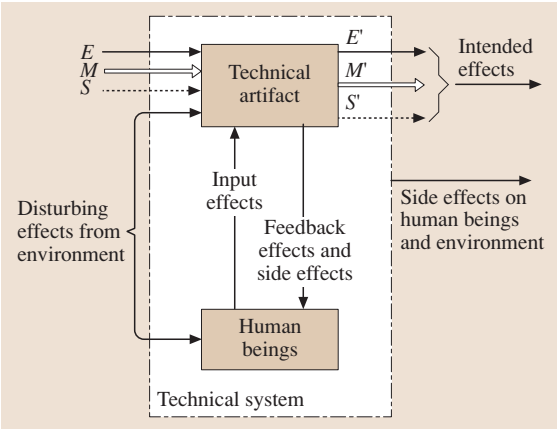 E
M
S
Technical
artifact
E'
M'
S'
Intended
effects
Input
effects
Feedback
effects and
side effects
Side effects on
human beings
and environment
Disturbing
effects from
environment
Human
beings
Technical system